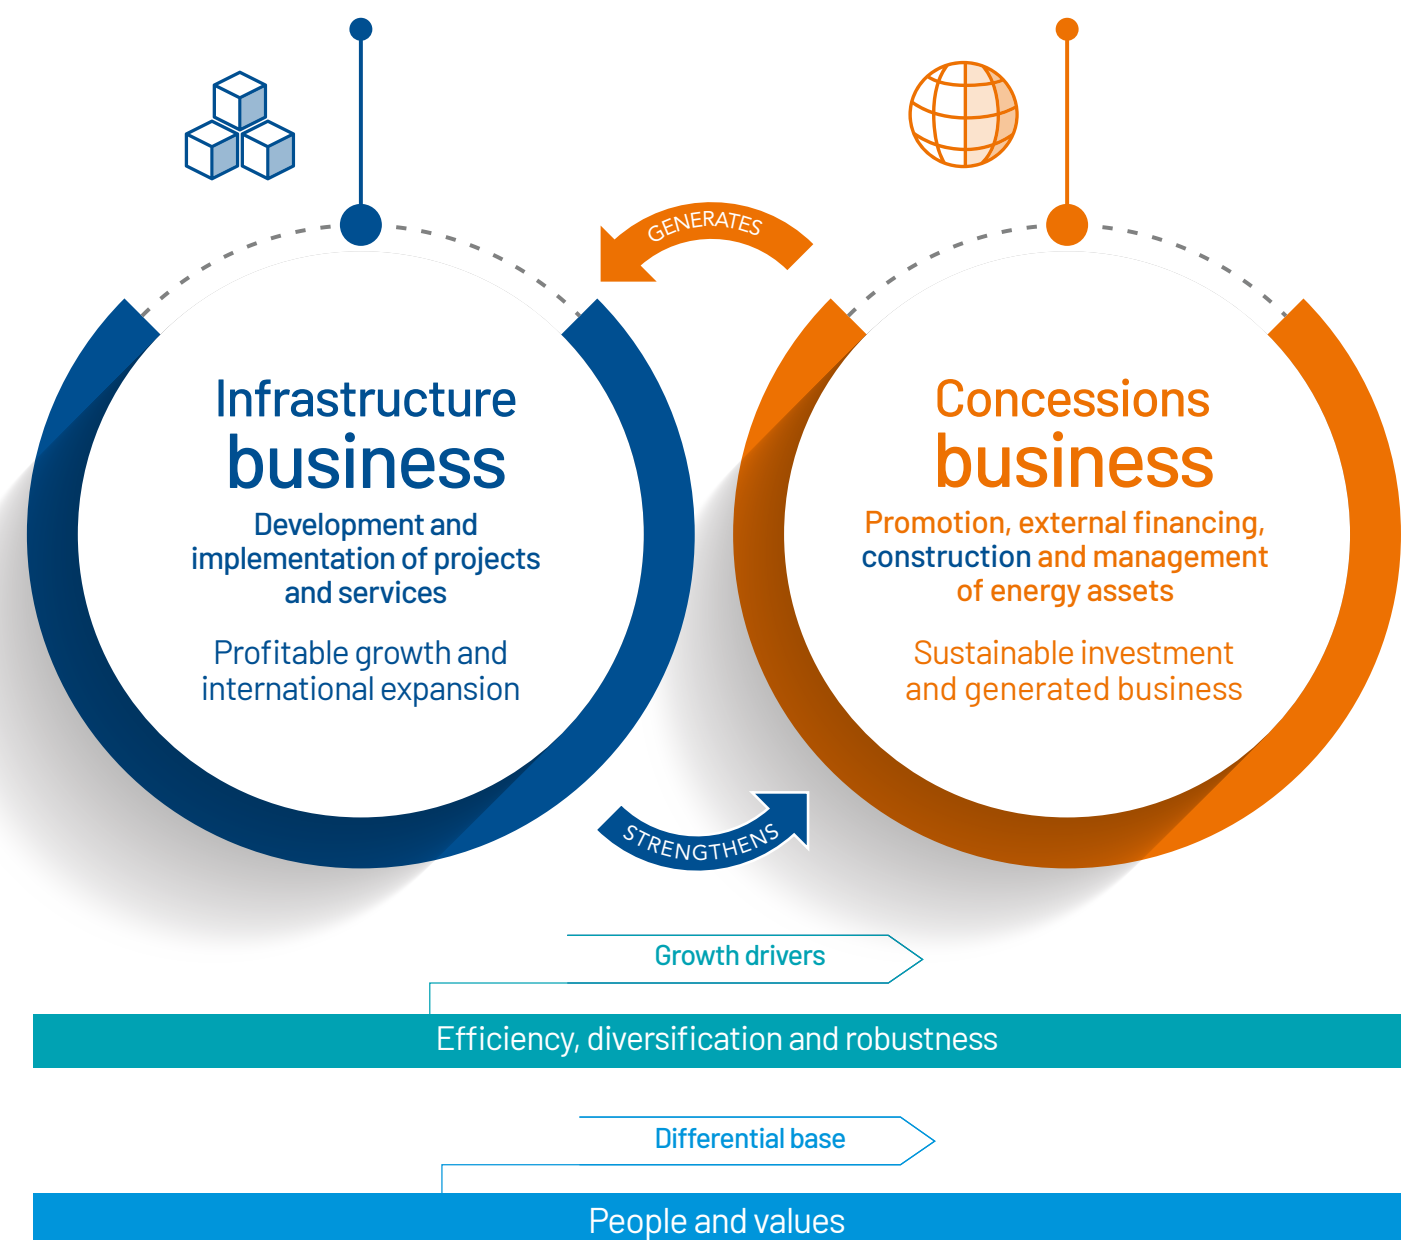 GENERATES
Infrastructure
business
Development and
implementation of projects
and services
Profitable growth and
international expansion
Concessions
business
Promotion, external financing,
construction and management
of energy assets
Sustainable investment
and generated business
STRENGTHENS
Growth drivers
Efficiency, diversification and robustness
Differential base
People and values